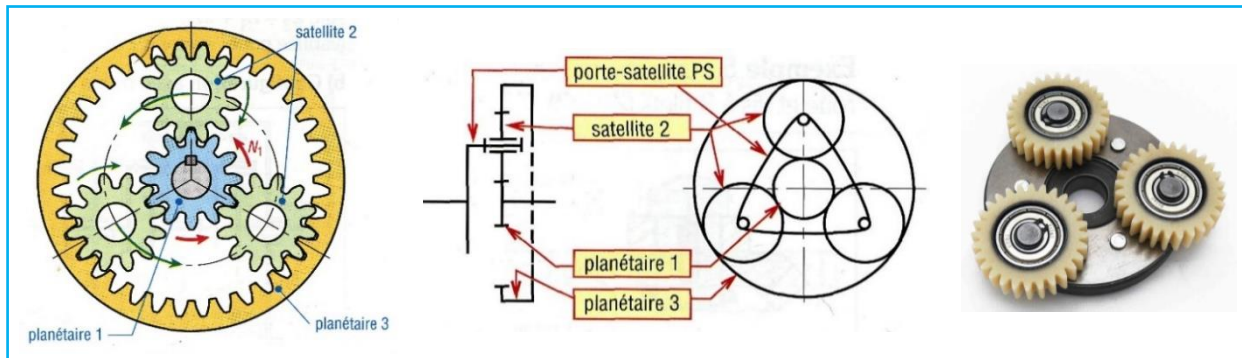 satellite 2
N1
planétaire 1
planétaire 3
porte-satellite PS
satellite 2
planétaire 1
planétaire 3